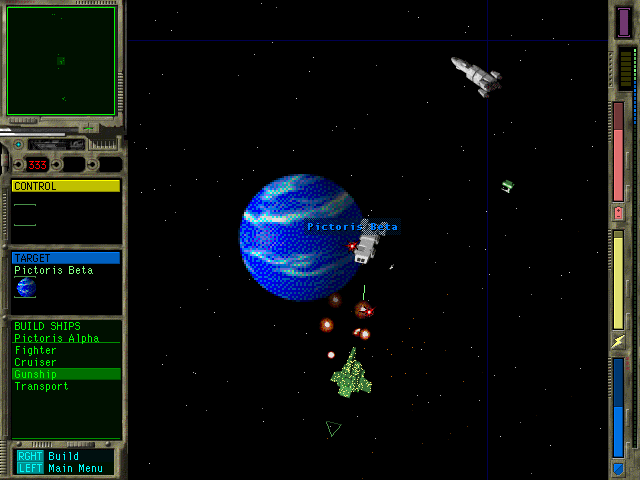 333
CONTROL
TARGET
Pictoris Beta
BUILD SHIPS
Pictoris Alpha
Fighter
Cruiser
Gunship
Transport
RGHT Build
LEFT Main Menu
Pictoris Beta